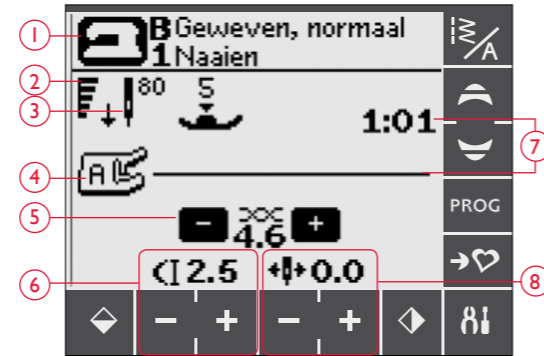 1
B Geweven, normaal
1 Naaien
A
2
3
80
S
1:01
7
4
A
5
- +
4.6
PROG
6
2.5
0.0
8
- + - +